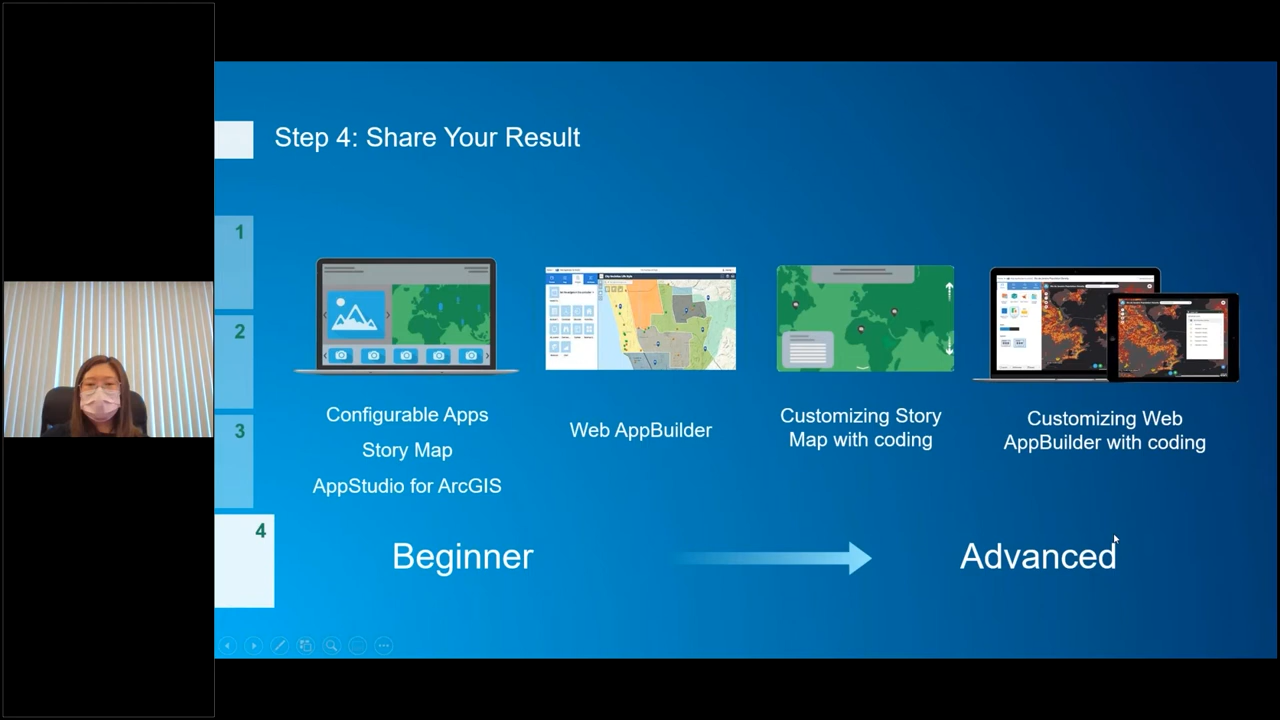 Step 4: Share Your Result
1
2
3
4
Configurable Apps
Story Map
AppStudio for ArcGIS
Web AppBuilder
Customizing Story
Map with coding
Customizing Web
AppBuilder with coding
Beginner
Advanced